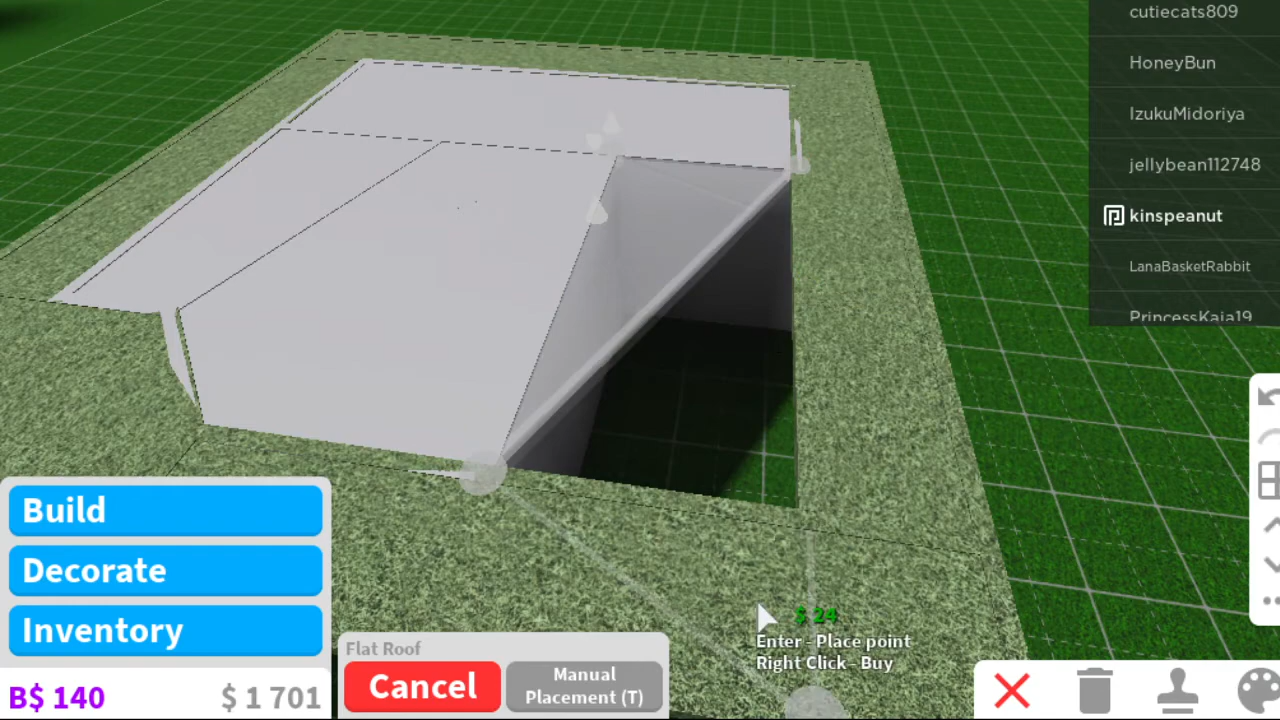 cutiecats809
HoneyBun
IzukuMidoriya
jellybean112748
kinspeanut
LanaBasketRabbit
PrincessKaia19
Build
Decorate
Inventory
B$ 140
$ 1 701
Flat Roof
Cancel
Manual
Placement (T)
$ 24
Enter - Place point
Right Click - Buy